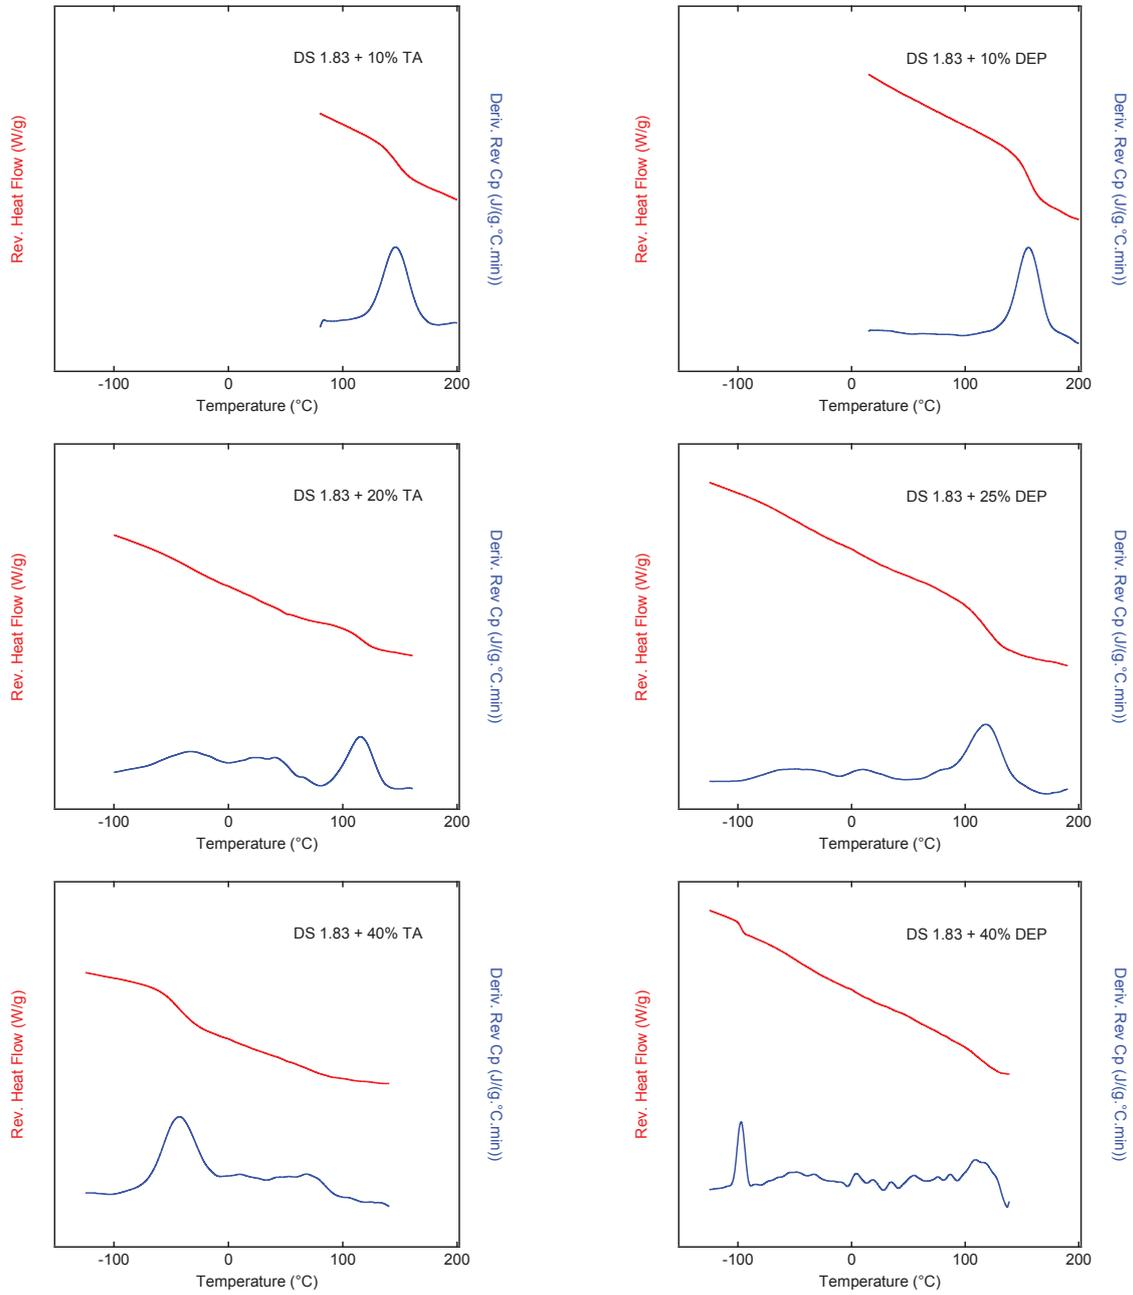 DS 1.83 + 10% TA
Rev. Heat Flow (W/g)
Deriv. Rev Cp (J/(g.°C.min))
-100 0 100 200
Temperature (°C)
DS 1.83 + 10% DEP
Rev. Heat Flow (W/g)
Deriv. Rev Cp (J/(g.°C.min))
-100 0 100 200
Temperature (°C)
DS 1.83 + 20% TA
Rev. Heat Flow (W/g)
Deriv. Rev Cp (J/(g.°C.min))
-100 0 100 200
Temperature (°C)
DS 1.83 + 25% DEP
Rev. Heat Flow (W/g)
Deriv. Rev Cp (J/(g.°C.min))
-100 0 100 200
Temperature (°C)
DS 1.83 + 40% TA
Rev. Heat Flow (W/g)
Deriv. Rev Cp (J/(g.°C.min))
-100 0 100 200
Temperature (°C)
DS 1.83 + 40% DEP
Rev. Heat Flow (W/g)
Deriv. Rev Cp (J/(g.°C.min))
-100 0 100 200
Temperature (°C)